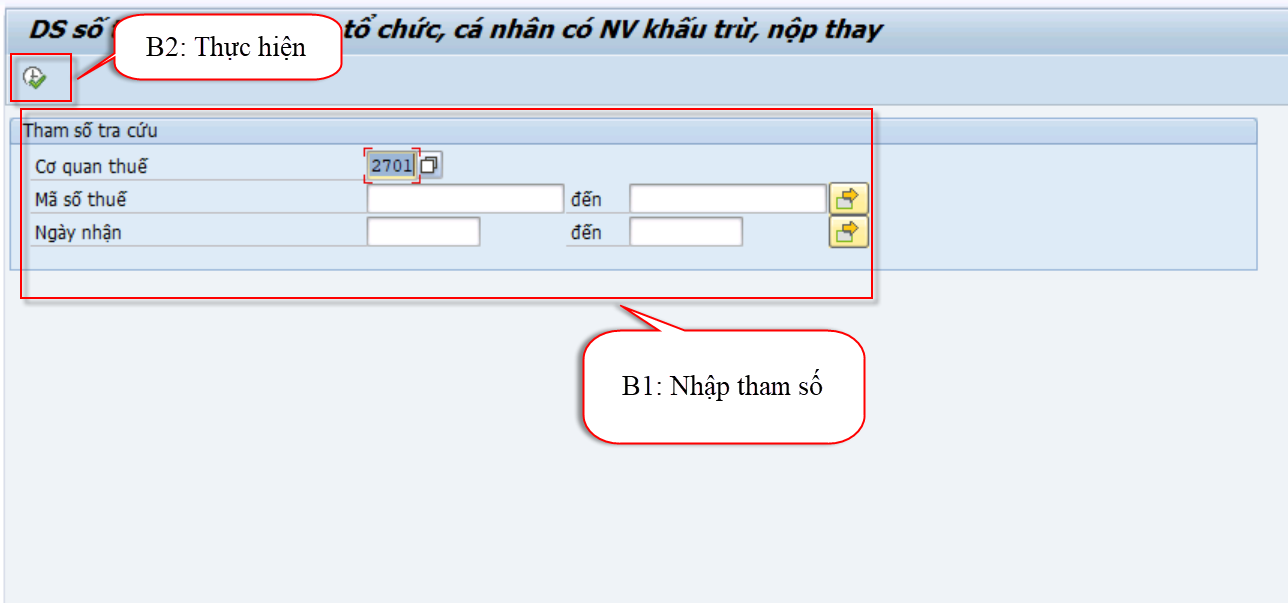 DS số tổ chức, cá nhân có NV khấu trừ, nộp thay
B2: Thực hiện
Tham số tra cứu
Cơ quan thuế 2701
Mã số thuế đến
Ngày nhận đến
B1: Nhập tham số